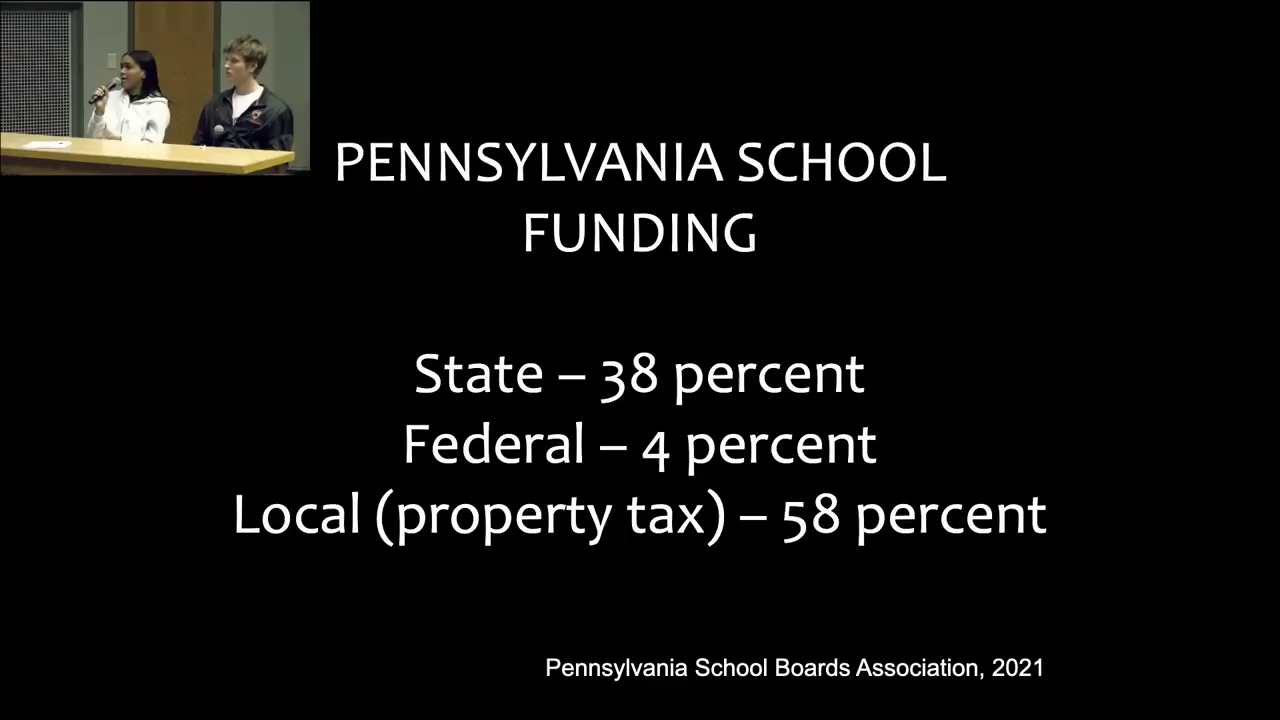 PENNSYLVANIA SCHOOL
FUNDING
State – 38 percent
Federal – 4 percent
Local (property tax) – 58 percent
Pennsylvania School Boards Association, 2021